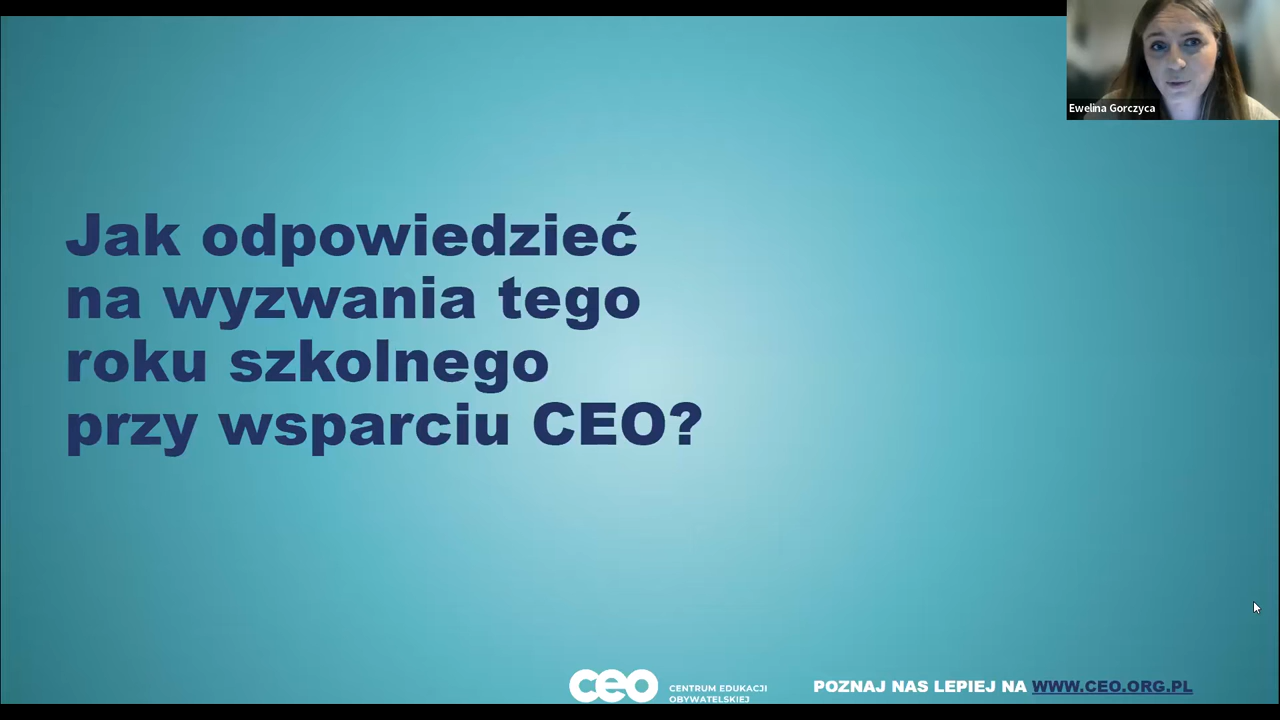 Ewelina Gorczyca
Jak odpowiedzieć
na wyzwania tego
roku szkolnego
przy wsparciu CEO?
ceo
CENTRUM EDUKACJI
OBYWATELSKIEJ
POZNAJ NAS LEPIEJ NA WWW.CEO.ORG.PL